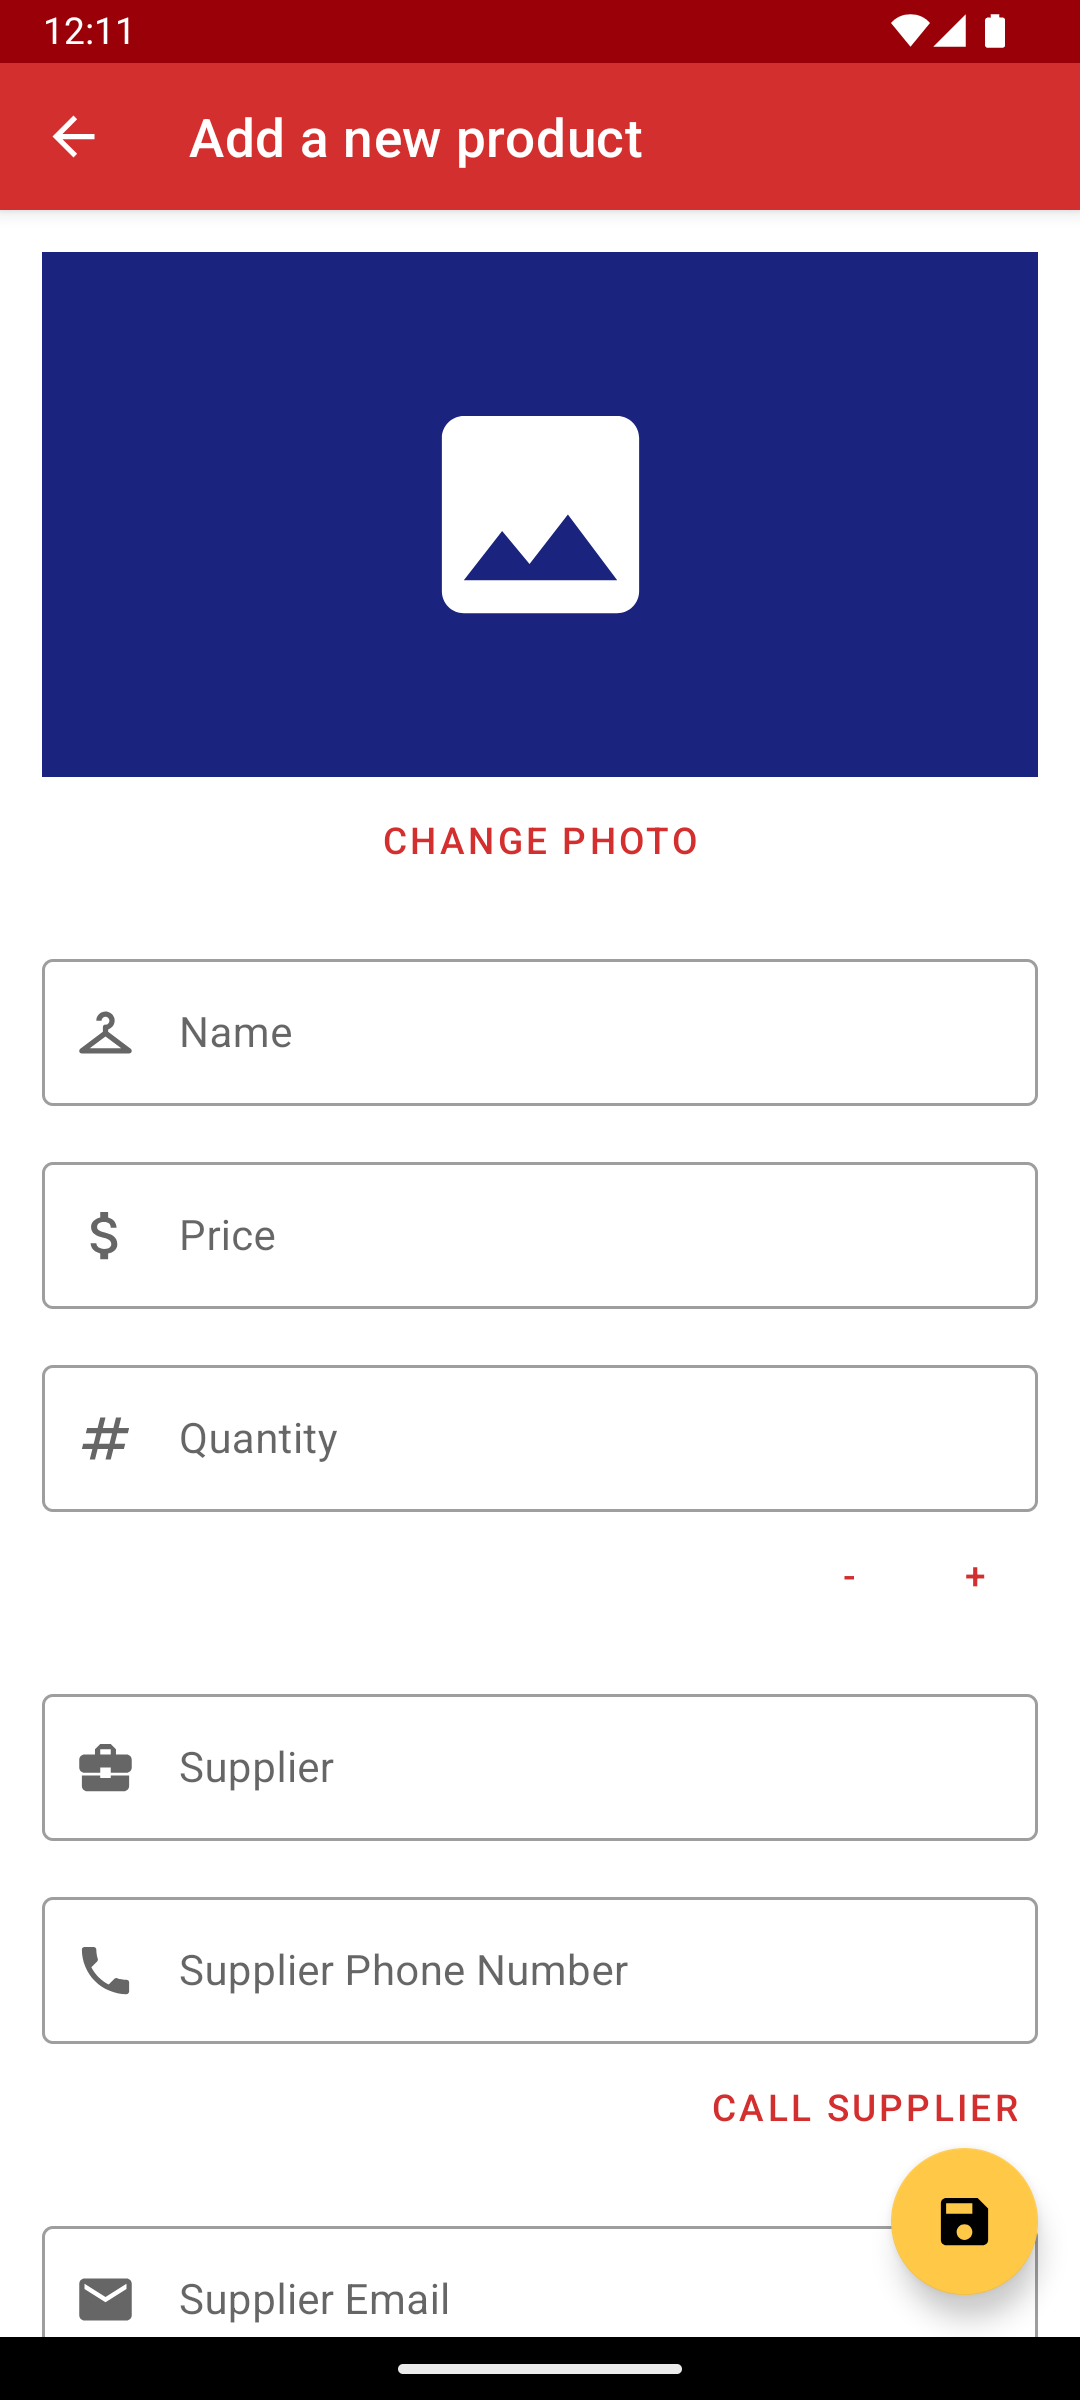 12:11
Add a new product
CHANGE PHOTO
Name
$ Price
# Quantity
- +
Supplier
Supplier Phone Number
CALL SUPPLIER
Supplier Email